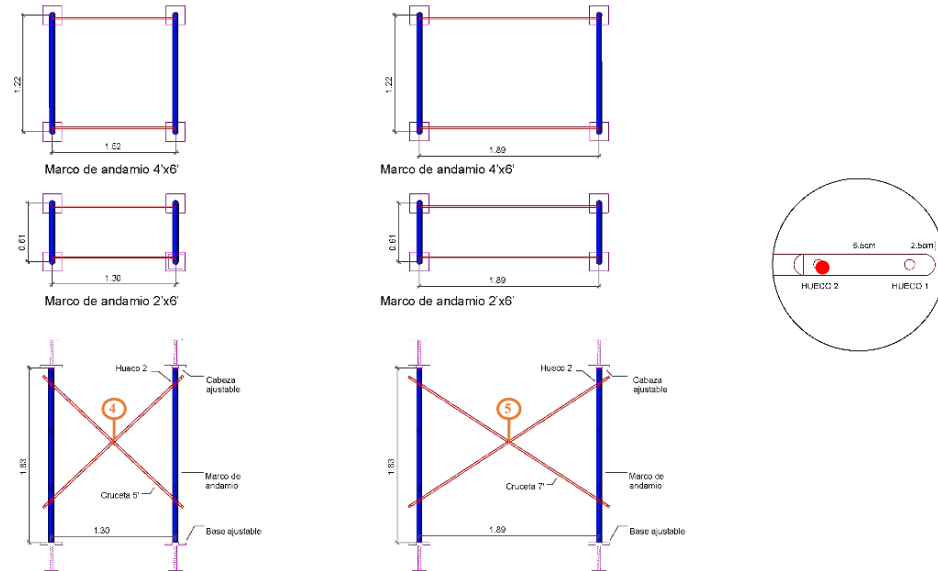 1.22
1.52
Marco de andamio 4'x6'
1.22
1.89
Marco de andamio 4'x6'
0.61
1.30
Marco de andamio 2'x6'
0.61
1.89
Marco de andamio 2'x6'
6.5cm
2.5cm
HUECO 2
HUECO 1
Hueco 2
Cabeza
ajustable
4
1.83
Marco de
andamio
Cruceta 5'
1.30
Base ajustable
Hueco 2
Cabeza
ajustable
5
1.83
Marco de
andamio
Cruceta 7'
1.89
Base ajustable